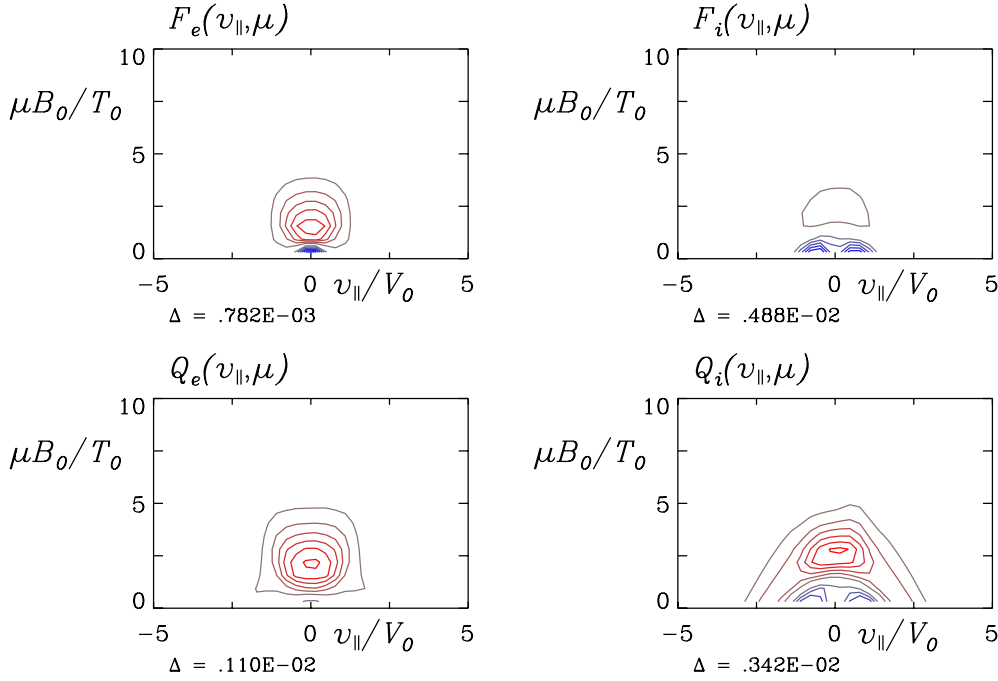 F_e(υ_∥,μ)
10
μB_0/T_0
5
0
−5 0 υ_∥/V_0 5
Δ = .782E−03
F_i(υ_∥,μ)
10
μB_0/T_0
5
0
−5 0 υ_∥/V_0 5
Δ = .488E−02
Q_e(υ_∥,μ)
10
μB_0/T_0
5
0
−5 0 υ_∥/V_0 5
Δ = .110E−02
Q_i(υ_∥,μ)
10
μB_0/T_0
5
0
−5 0 υ_∥/V_0 5
Δ = .342E−02